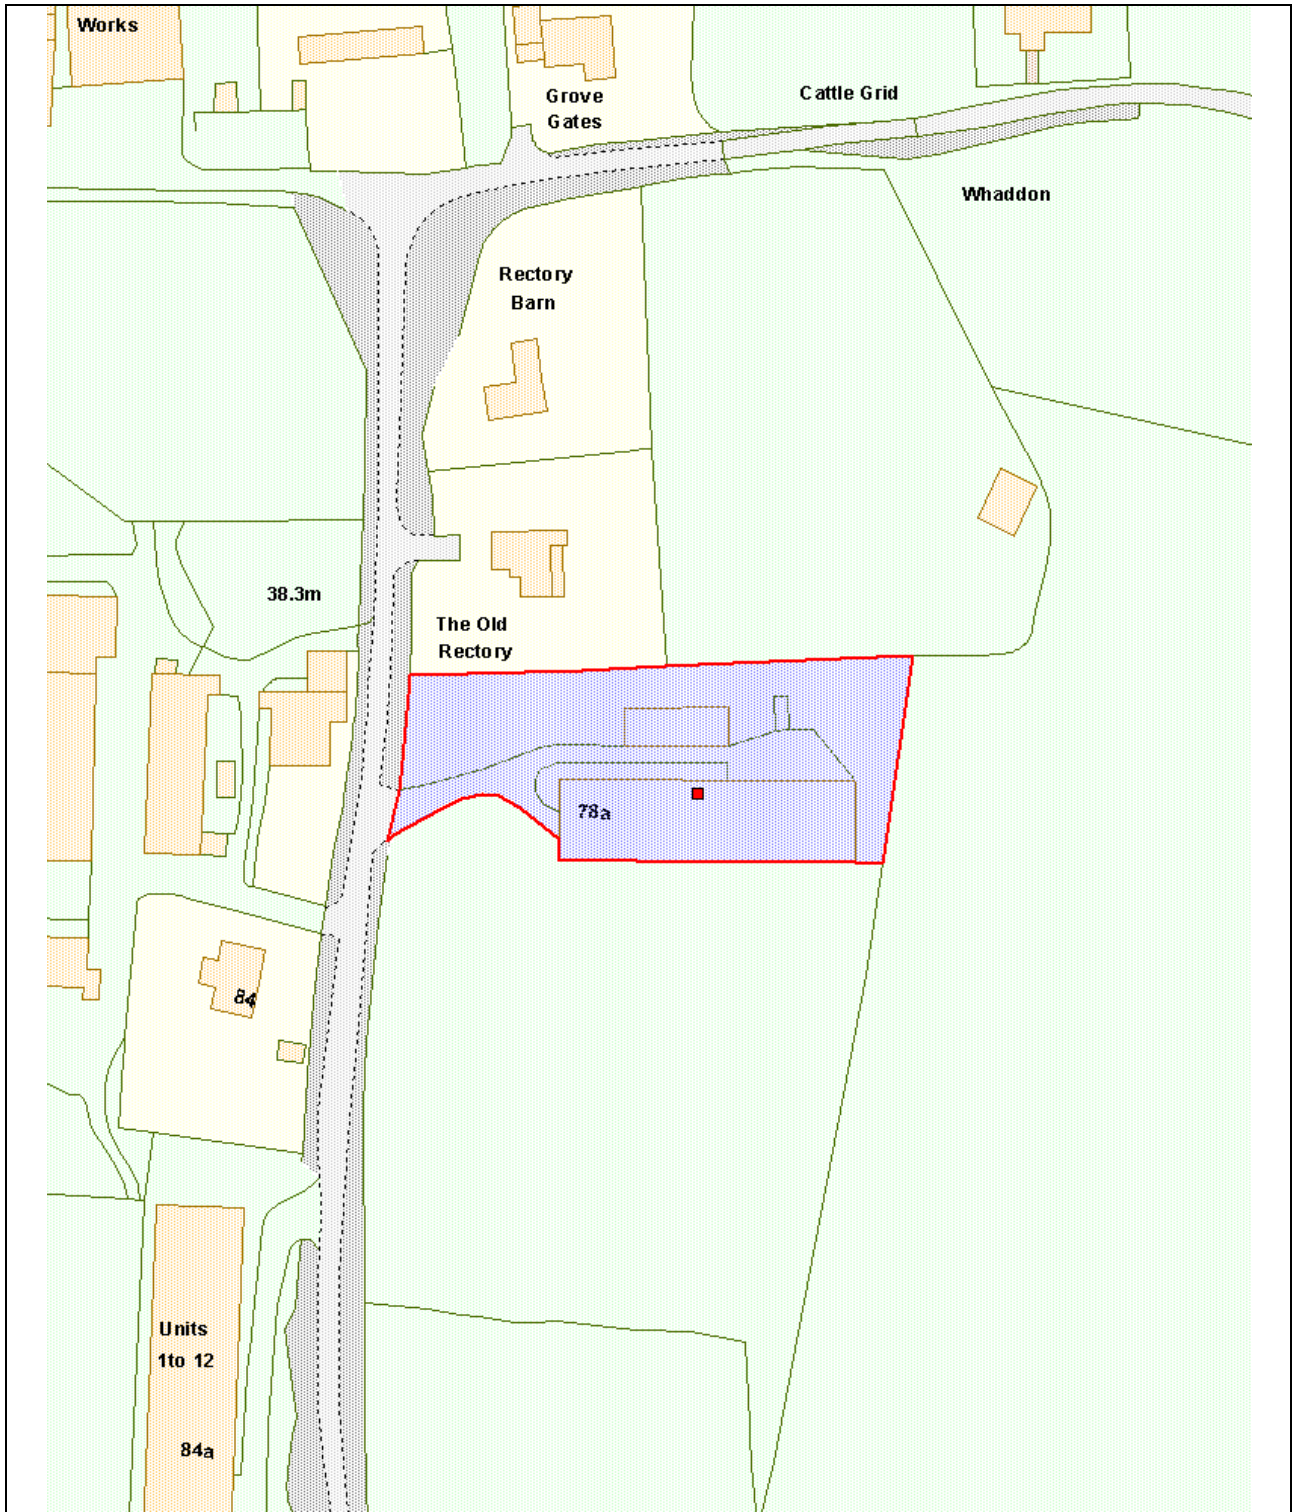 Works
Grove
Gates
Cattle Grid
Whaddon
Rectory
Barn
38.3m
The Old
Rectory
78a
84
Units
1to 12
84a